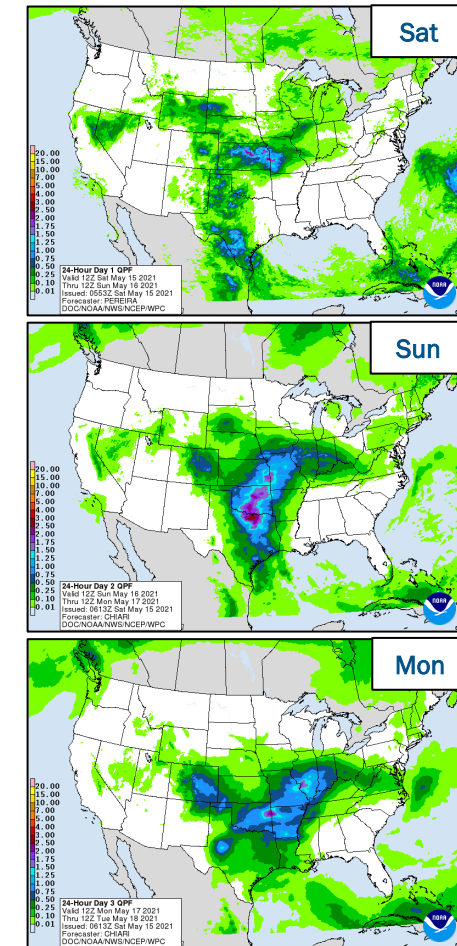 Sat
20.00
15.00
10.00
7.00
5.00
4.00
3.00
2.50
2.00
1.75
1.50
1.25
1.00
0.75
0.50
0.25
0.10
0.01
24-Hour Day 1 QPF
Valid 12Z Sat May 15 2021
Thru 12Z Sun May 16 2021
Issued: 0553Z Sat May 15 2021
Forecaster: PEREIRA
DOC/NOAA/NWS/NCEP/WPC
NOAA
Sun
20.00
15.00
10.00
7.00
5.00
4.00
3.00
2.50
2.00
1.75
1.50
1.25
1.00
0.75
0.50
0.25
0.10
0.01
24-Hour Day 2 QPF
Valid 12Z Sun May 16 2021
Thru 12Z Mon May 17 2021
Issued: 0613Z Sat May 15 2021
Forecaster: CHIARI
DOC/NOAA/NWS/NCEP/WPC
NOAA
Mon
20.00
15.00
10.00
7.00
5.00
4.00
3.00
2.50
2.00
1.75
1.50
1.25
1.00
0.75
0.50
0.25
0.10
0.01
24-Hour Day 3 QPF
Valid 12Z Mon May 17 2021
Thru 12Z Tue May 18 2021
Issued: 0613Z Sat May 15 2021
Forecaster: CHIARI
DOC/NOAA/NWS/NCEP/WPC
NOAA